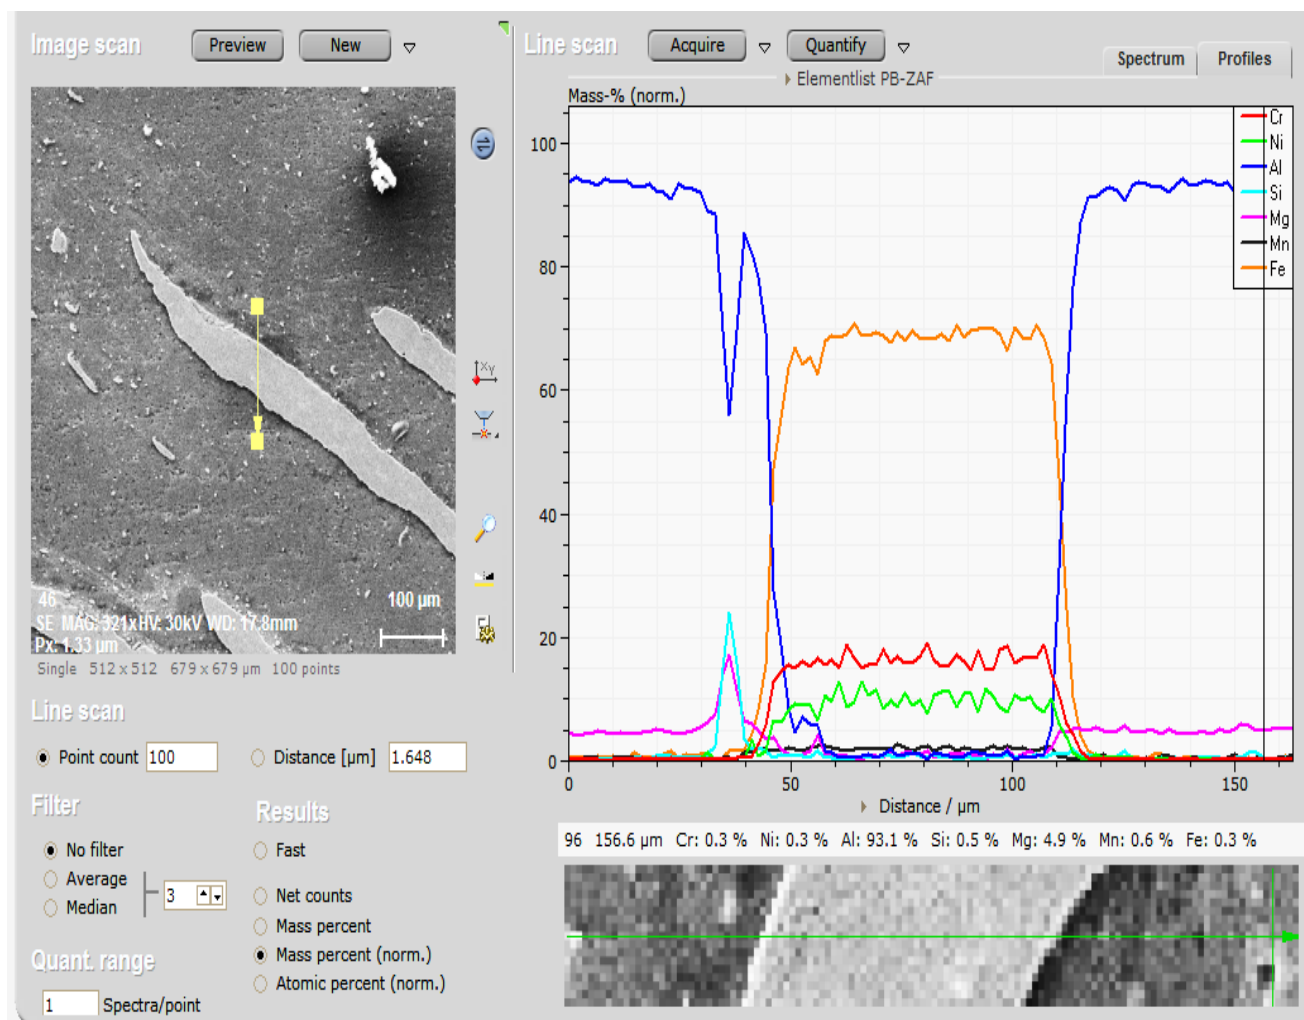 Image scan Preview New
Line scan Acquire Quantify
Spectrum Profiles
Elementlist PB-ZAF
Mass-% (norm.)
100
80
60
40
20
0
Cr
Ni
Al
Si
Mg
Mn
Fe
0 50 100 150
Distance / µm
XY
46
100 µm
SE MAG: 321xHV: 30kV WD: 17.8mm
Px: 1.33 µm
Single 512 x 512 679 x 679 µm 100 points
Line scan
Point count 100 Distance [µm] 1.648
Filter
No filter
Average
Median
3
Results
Fast
Net counts
Mass percent
Mass percent (norm.)
Atomic percent (norm.)
Quant. range
1 Spectra/point
96 156.6 µm Cr: 0.3 % Ni: 0.3 % Al: 93.1 % Si: 0.5 % Mg: 4.9 % Mn: 0.6 % Fe: 0.3 %